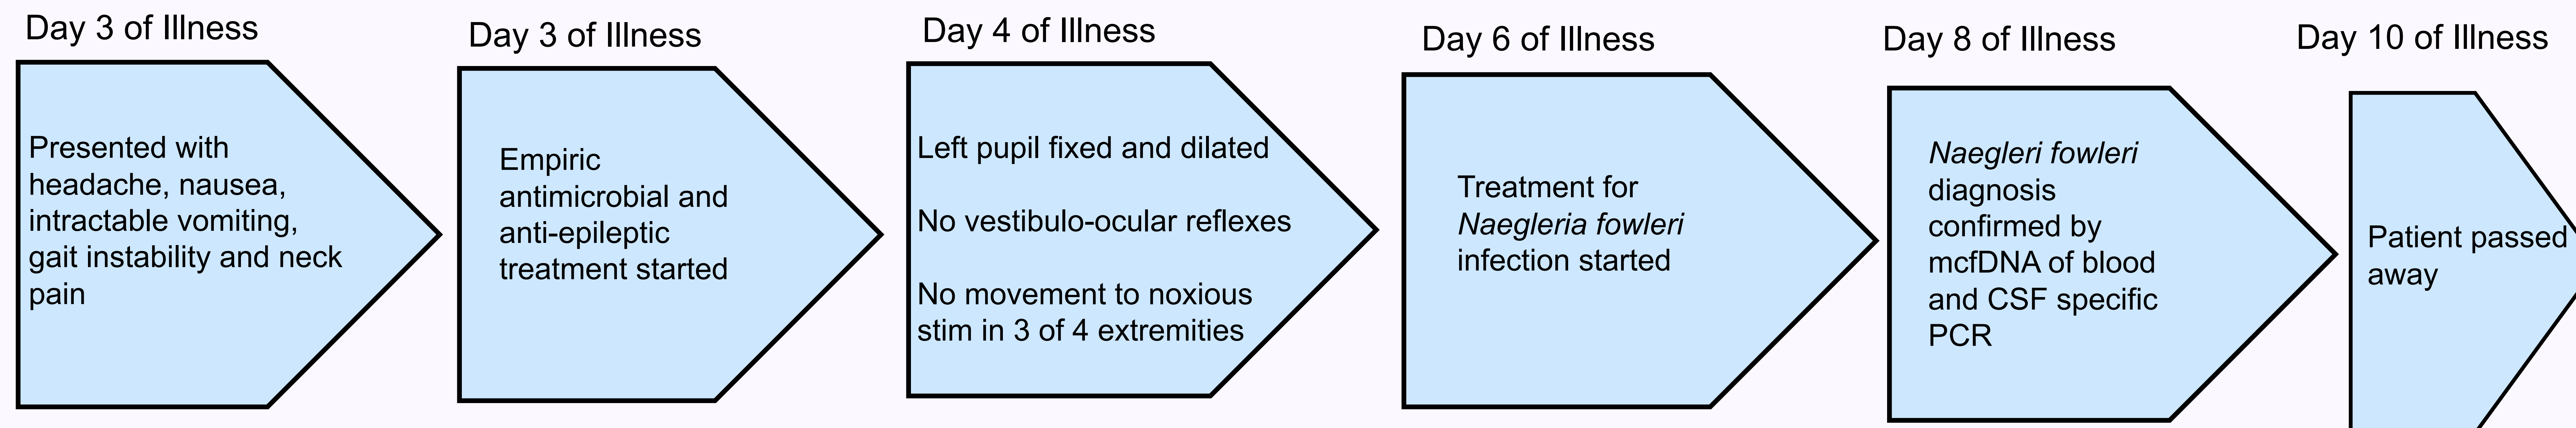 Day 3 of Illness
Presented with
headache, nausea,
intractable vomiting,
gait instability and neck
pain
Day 3 of Illness
Empiric
antimicrobial and
anti-epileptic
treatment started
Day 4 of Illness
Left pupil fixed and dilated
No vestibulo-ocular reflexes
No movement to noxious
stim in 3 of 4 extremities
Day 6 of Illness
Treatment for
Naegleria fowleri
infection started
Day 8 of Illness
Naegleri fowleri
diagnosis
confirmed by
mcfDNA of blood
and CSF specific
PCR
Day 10 of Illness
Patient passed
away